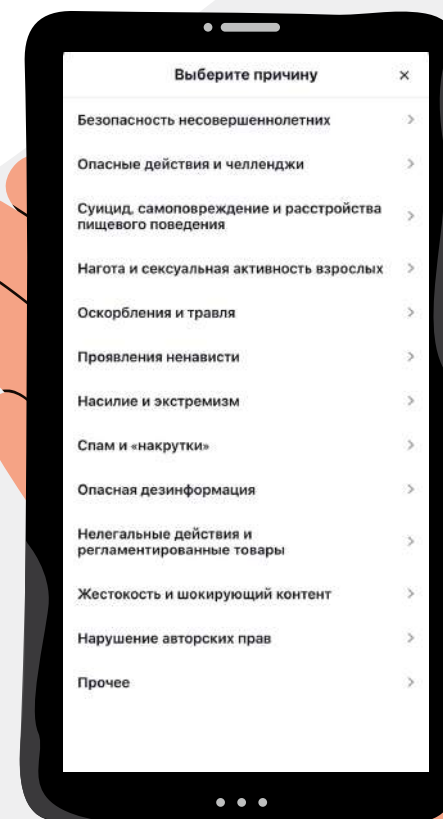 Выберите причину
Безопасность несовершеннолетних
Опасные действия и челленджи
Суицид, самоповреждение и расстройства
пищевого поведения
Нагота и сексуальная активность взрослых
Оскорбления и травля
Проявления ненависти
Насилие и экстремизм
Спам и «накрутки»
Опасная дезинформация
Нелегальные действия и
регламентированные товары
Жестокость и шокирующий контент
Нарушение авторских прав
Прочее